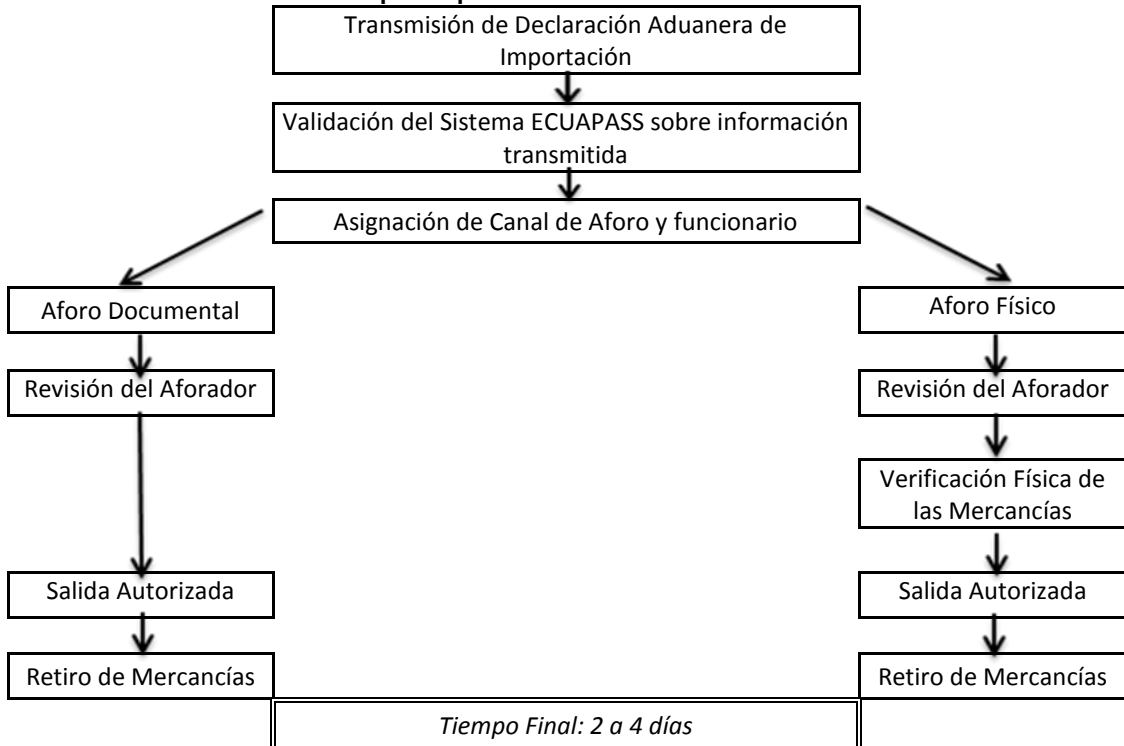 Transmisión de Declaración Aduanera de
Importación
Validación del Sistema ECUAPASS sobre información
transmitida
Asignación de Canal de Aforo y funcionario
Aforo Documental
Aforo Físico
Revisión del Aforador
Revisión del Aforador
Verificación Física de
las Mercancías
Salida Autorizada
Salida Autorizada
Retiro de Mercancías
Retiro de Mercancías
Tiempo Final: 2 a 4 días